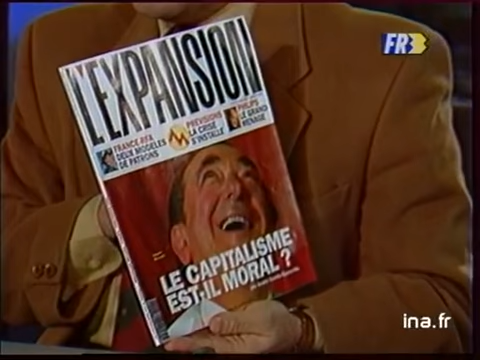 FR3
L'EXPANSION
FRANCE-RFA
DEUX MODÈLES
DE PATRONS
PRÉVISIONS
LA CRISE
S'INSTALLE
PHILIPS
LE GRAND
MÉNAGE
LE CAPITALISME
EST-IL MORAL ?
ina.fr